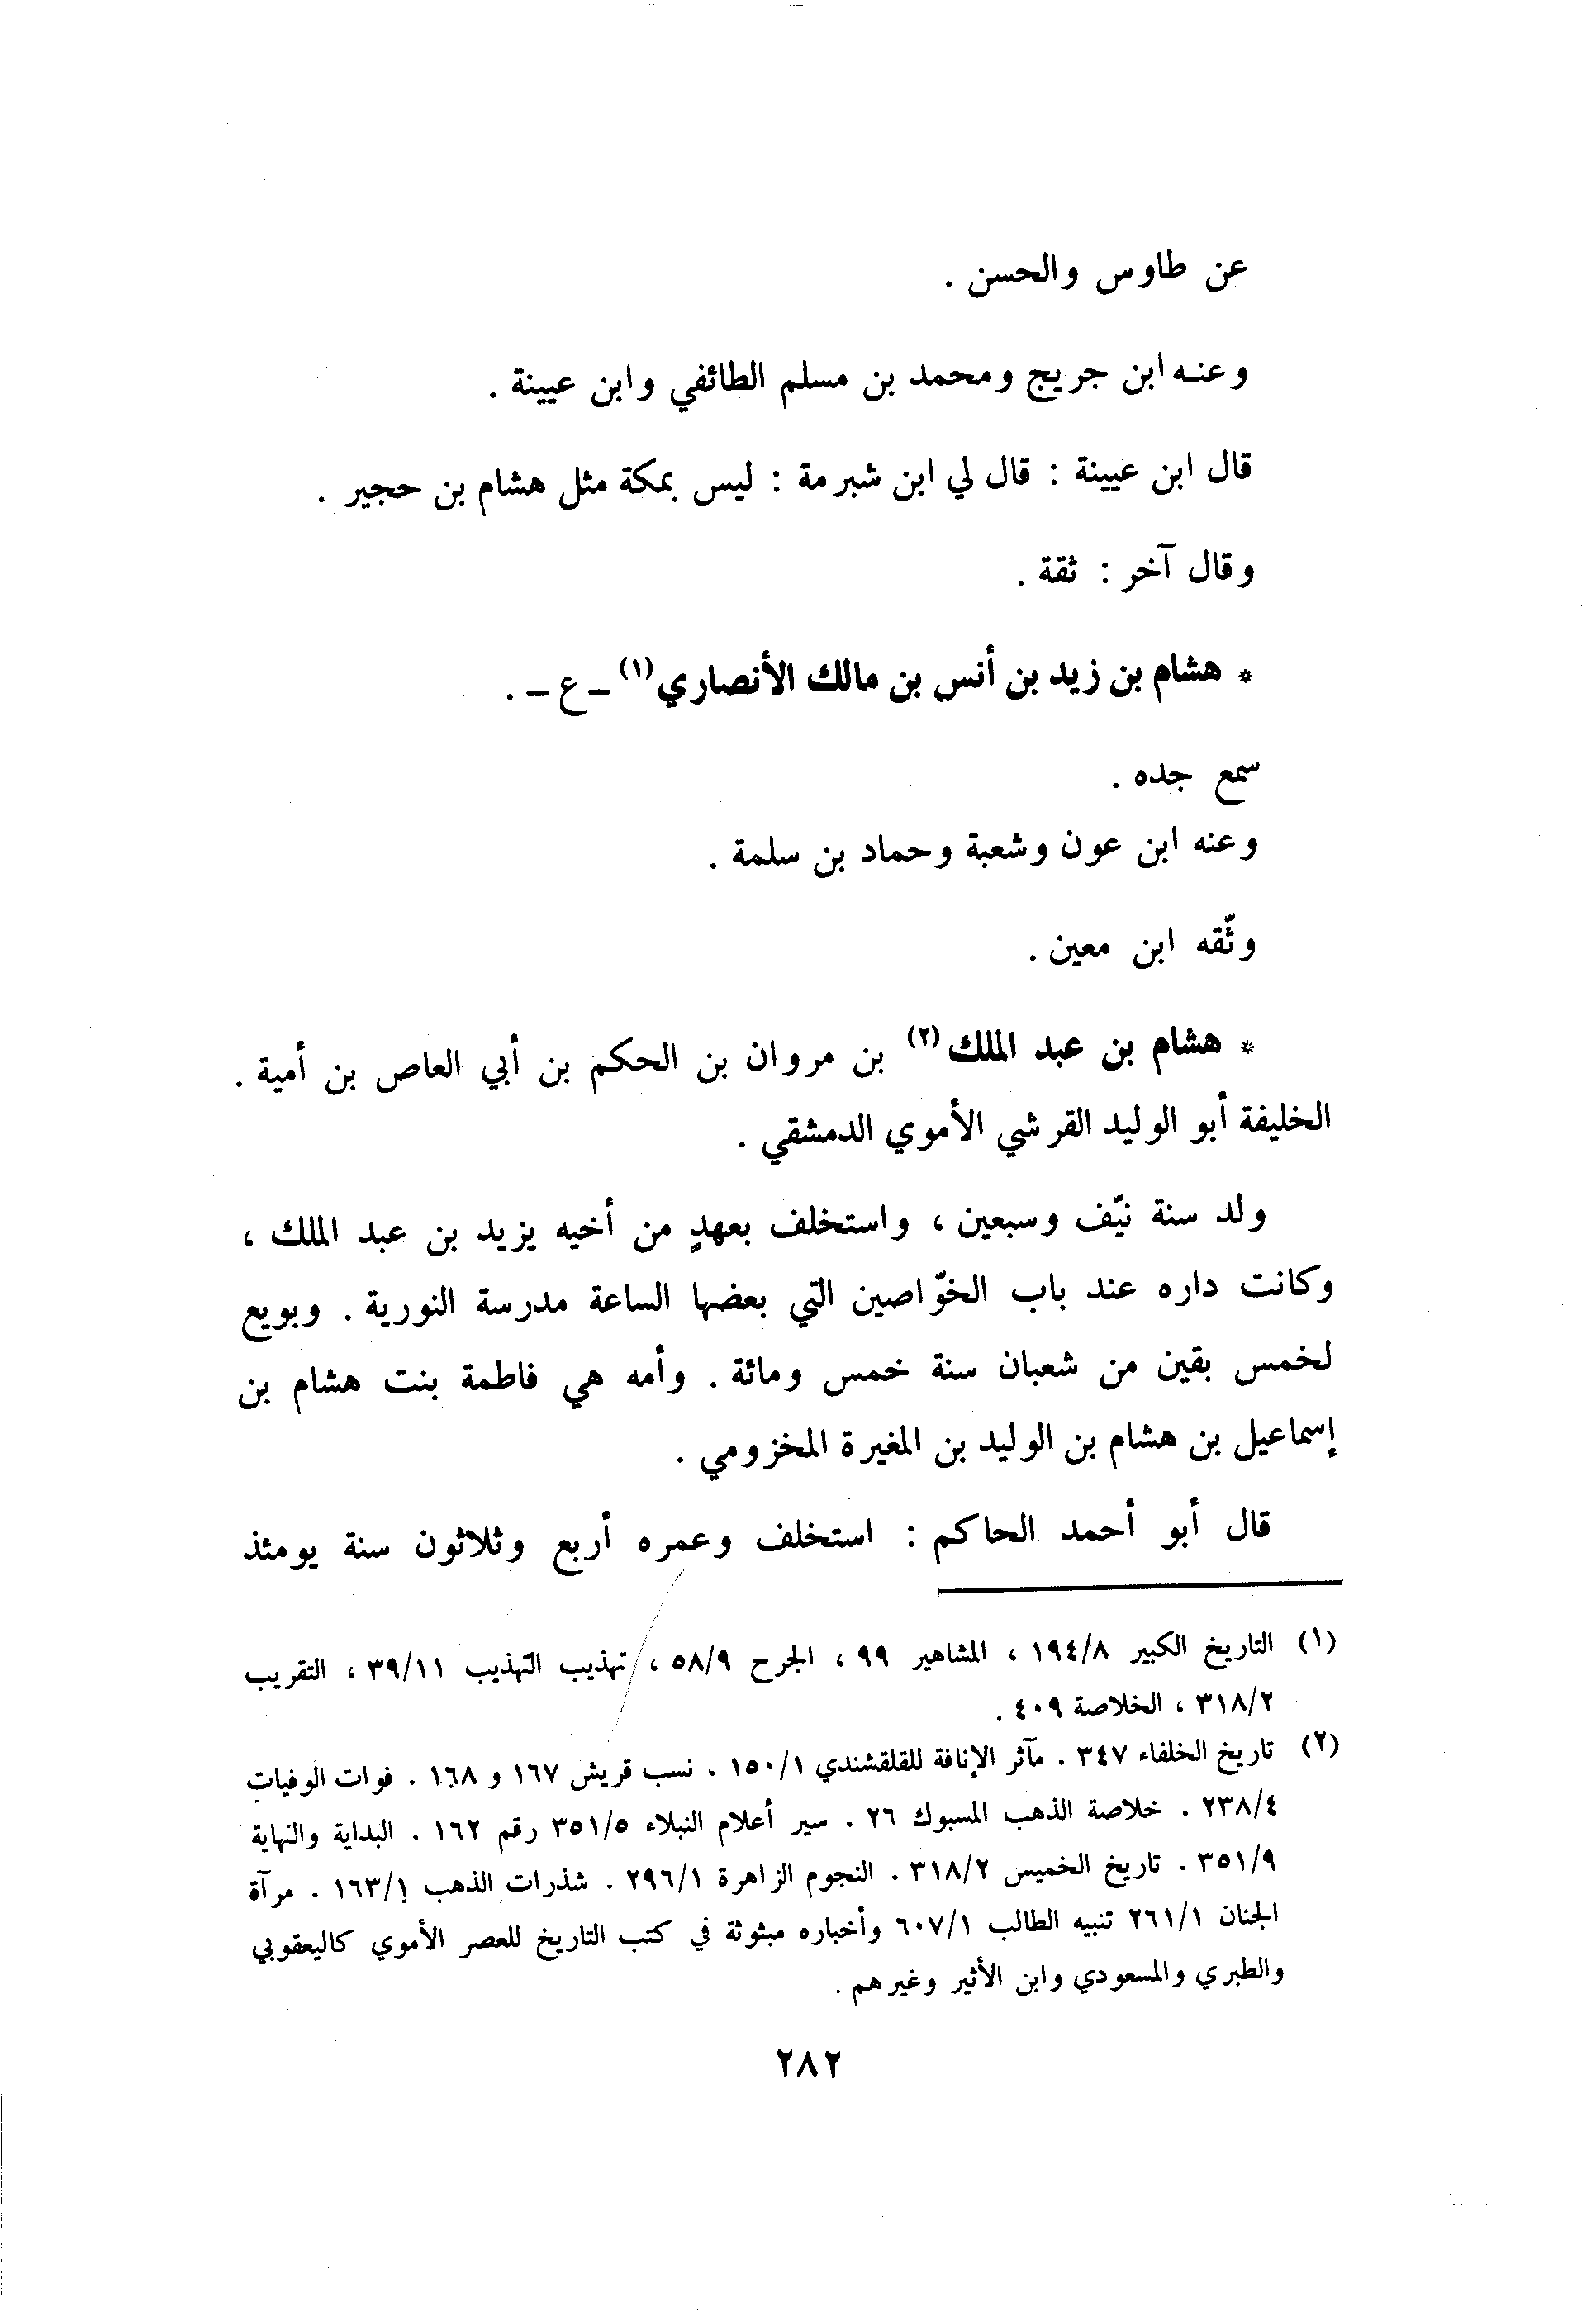 عن طاوس والحسن .
وعنه ابن جريج ومحمد بن مسلم الطائفي وابن عيينة .
قال ابن عيينة : قال لي ابن شبرمة : ليس بمكة مثل هشام بن حجير .
وقال آخر : ثقة .
* هشام بن زيد بن أنس بن مالك الأنصاري (١) - ع - .
سمع جده .
وعنه ابن عون وشعبة وحماد بن سلمة .
وثّقه ابن معين .
* هشام بن عبد الملك (٢) بن مروان بن الحكم بن أبي العاص بن أمية .
الخليفة أبو الوليد القرشي الأموي الدمشقي .
ولد سنة نيّف وسبعين ، واستخلف بعهدٍ من أخيه يزيد بن عبد الملك ،
وكانت داره عند باب الخوّاصين التي بعضها الساعة مدرسة النورية . وبويع
لخمس بقين من شعبان سنة خمس ومائة . وأمه هي فاطمة بنت هشام بن
إسماعيل بن هشام بن الوليد بن المغيرة المخزومي .
قال أبو أحمد الحاكم : استخلف وعمره أربع وثلاثون سنة يومئذ
(١) التاريخ الكبير ١٩٤/٨ ، المشاهير ٩٩ ، الجرح ٥٨/٩ ، تهذيب التهذيب ٣٩/١١ ، التقريب
٣١٨/٢ ، الخلاصة ٤٠٩ .
(٢) تاريخ الخلفاء ٣٤٧ . مآثر الإنافة للقلقشندي ١٥٠/١ . نسب قريش ١٦٧ و ١٦٨ . فوات الوفيات
٢٣٨/٤ . خلاصة الذهب المسبوك ٢٦ . سير أعلام النبلاء ٣٥١/٥ رقم ١٦٢ . البداية والنهاية
٣٥١/٩ . تاريخ الخميس ٣١٨/٢ . النجوم الزاهرة ٢٩٦/١ . شذرات الذهب ١٦٣/١ . مرآة
الجنان ٢٦١/١ تنبيه الطالب ٦٠٧/١ وأخباره مبثوثة في كتب التاريخ للعصر الأموي كاليعقوبي
والطبري والمسعودي وابن الأثير وغيرهم .
٢٨٢